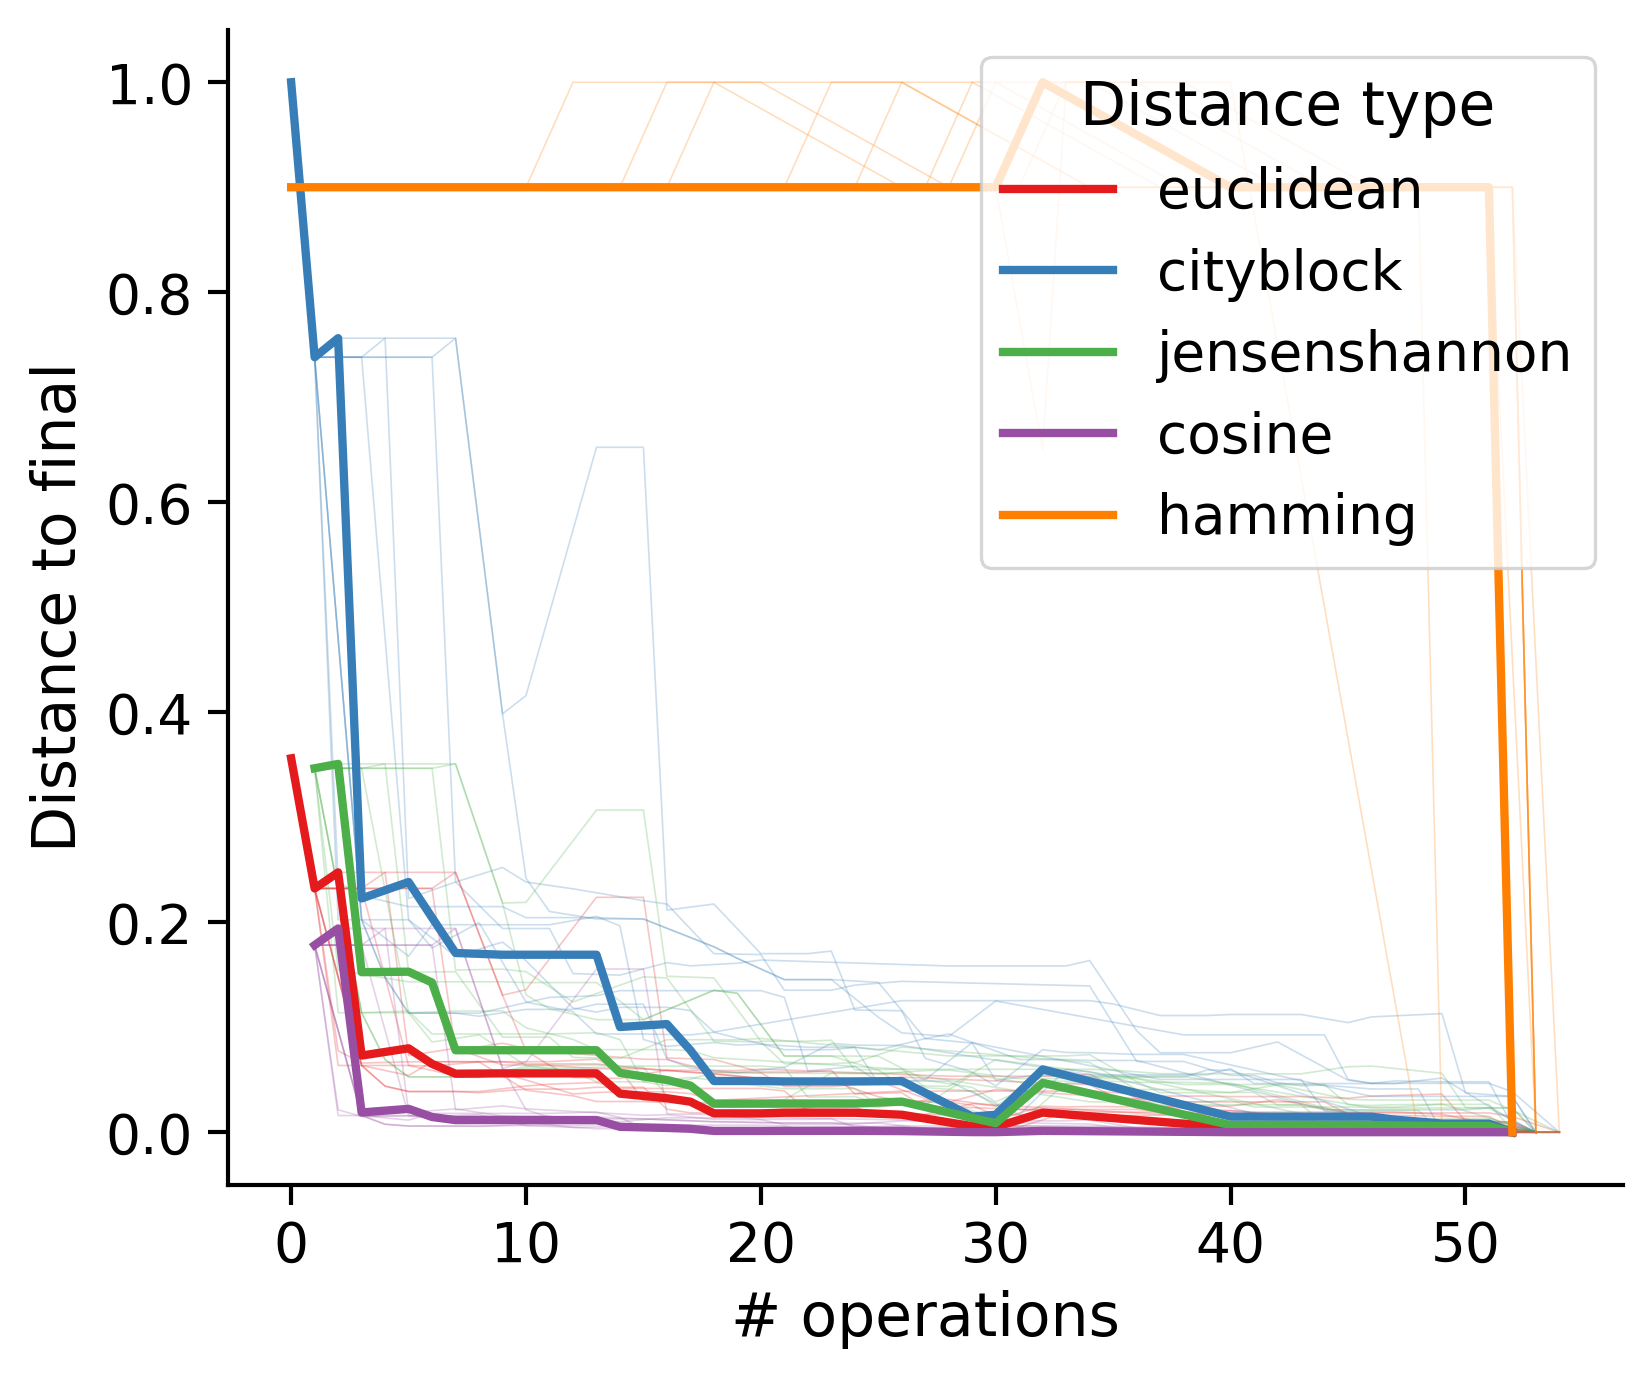 Distance to final
1.0
0.8
0.6
0.4
0.2
0.0
0 10 20 30 40 50
# operations
Distance type
euclidean
cityblock
jensenshannon
cosine
hamming